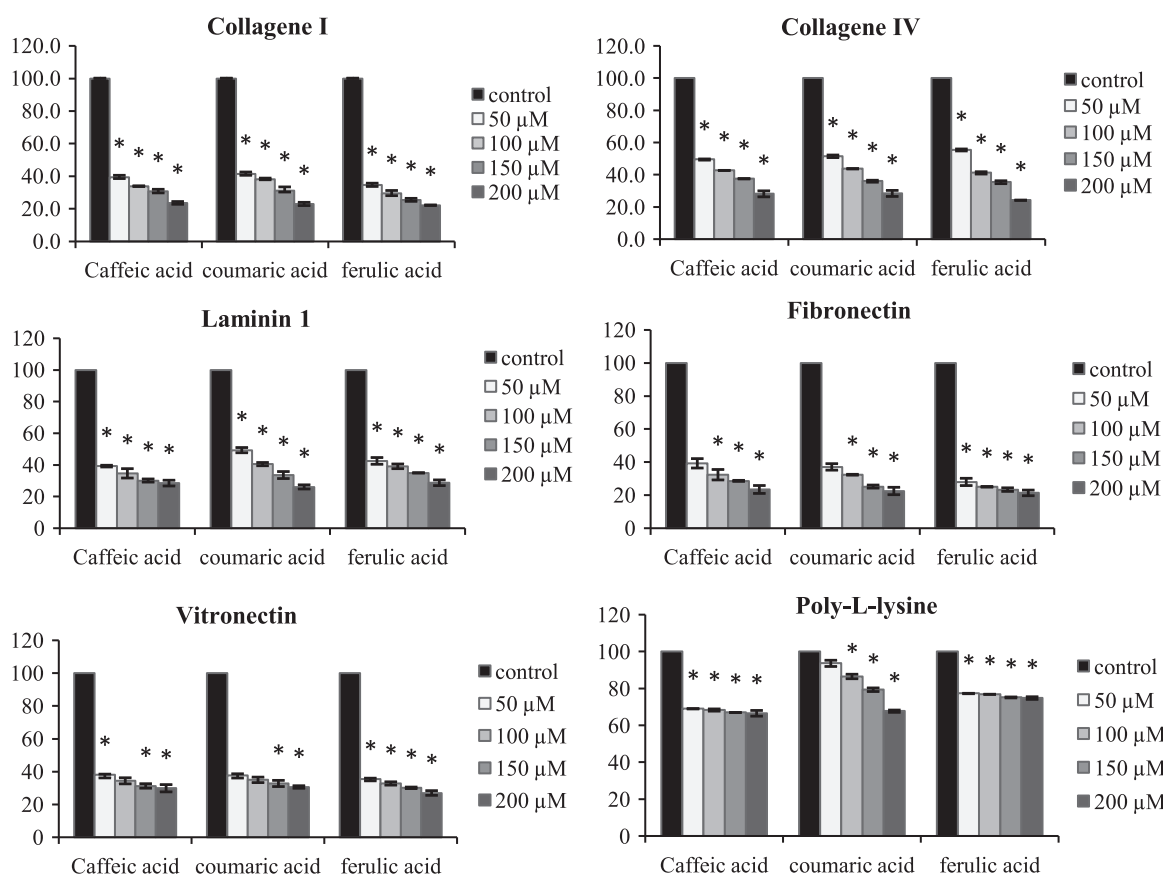 Collagene I
120.0
100.0
80.0
60.0
40.0
20.0
0.0
* * * *
* * * *
* * * *
Caffeic acid coumaric acid ferulic acid
control
50 µM
100 µM
150 µM
200 µM
Collagene IV
120.0
100.0
80.0
60.0
40.0
20.0
0.0
* * * *
* * * *
* * * *
Caffeic acid coumaric acid ferulic acid
control
50 µM
100 µM
150 µM
200 µM
Laminin 1
120
100
80
60
40
20
0
* * * *
* * * *
* * * *
Caffeic acid coumaric acid ferulic acid
control
50 µM
100 µM
150 µM
200 µM
Fibronectin
120
100
80
60
40
20
0
* * *
* * *
* * * *
Caffeic acid coumaric acid ferulic acid
control
50 µM
100 µM
150 µM
200 µM
Vitronectin
120
100
80
60
40
20
0
* * *
* *
* * * *
Caffeic acid coumaric acid ferulic acid
control
50 µM
100 µM
150 µM
200 µM
Poly-L-lysine
120
100
80
60
40
20
0
* * * *
* * *
* * * *
Caffeic acid coumaric acid ferulic acid
control
50 µM
100 µM
150 µM
200 µM